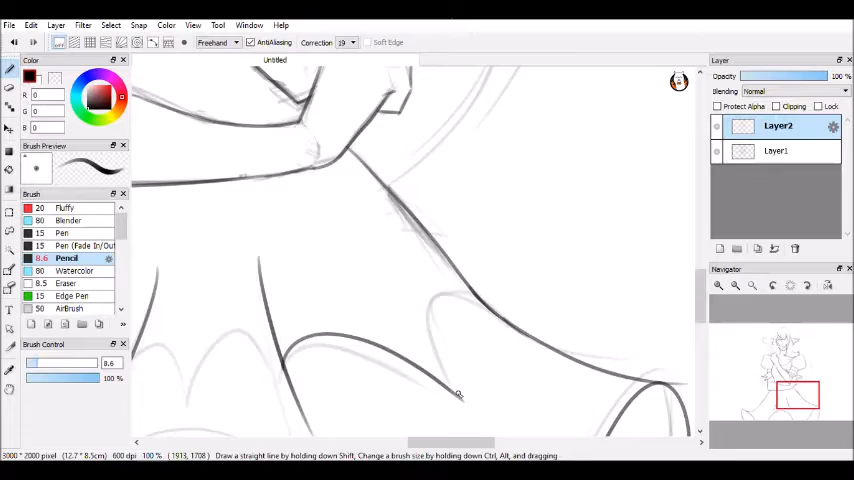 File Edit Layer Filter Select Snap Color View Tool Window Help
Freehand AntiAliasing Correction 19 Soft Edge
Untitled
Color
R 0
G 0
B 0
Brush Preview
Brush
20 Fluffy
80 Blender
15 Pen
15 Pen (Fade In/Out
8.6 Pencil
80 Watercolor
8.5 Eraser
15 Edge Pen
50 AirBrush
Brush Control
8.6
100 %
Layer
Opacity 100 %
Blending Normal
Protect Alpha Clipping Lock
Layer2
Layer1
Navigator
3000 * 2000 pixel (12.7 * 8.5cm) 600 dpi 100 % ( 1913, 1708 ) Draw a straight line by holding down Shift, Change a brush size by holding down Ctrl, Alt, and dragging